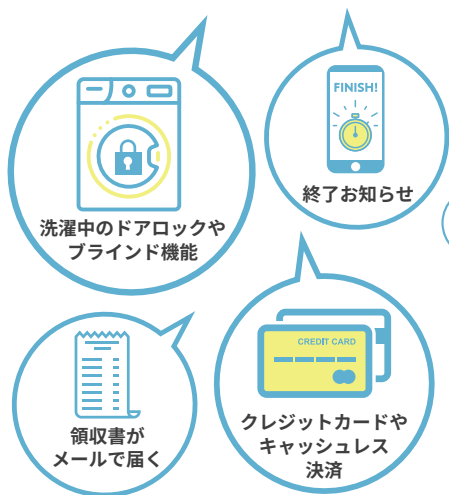 洗濯中のドアロックや
ブラインド機能
FINISH!
終了お知らせ
領収書が
メールで届く
CREDIT CARD
クレジットカードや
キャッシュレス
決済